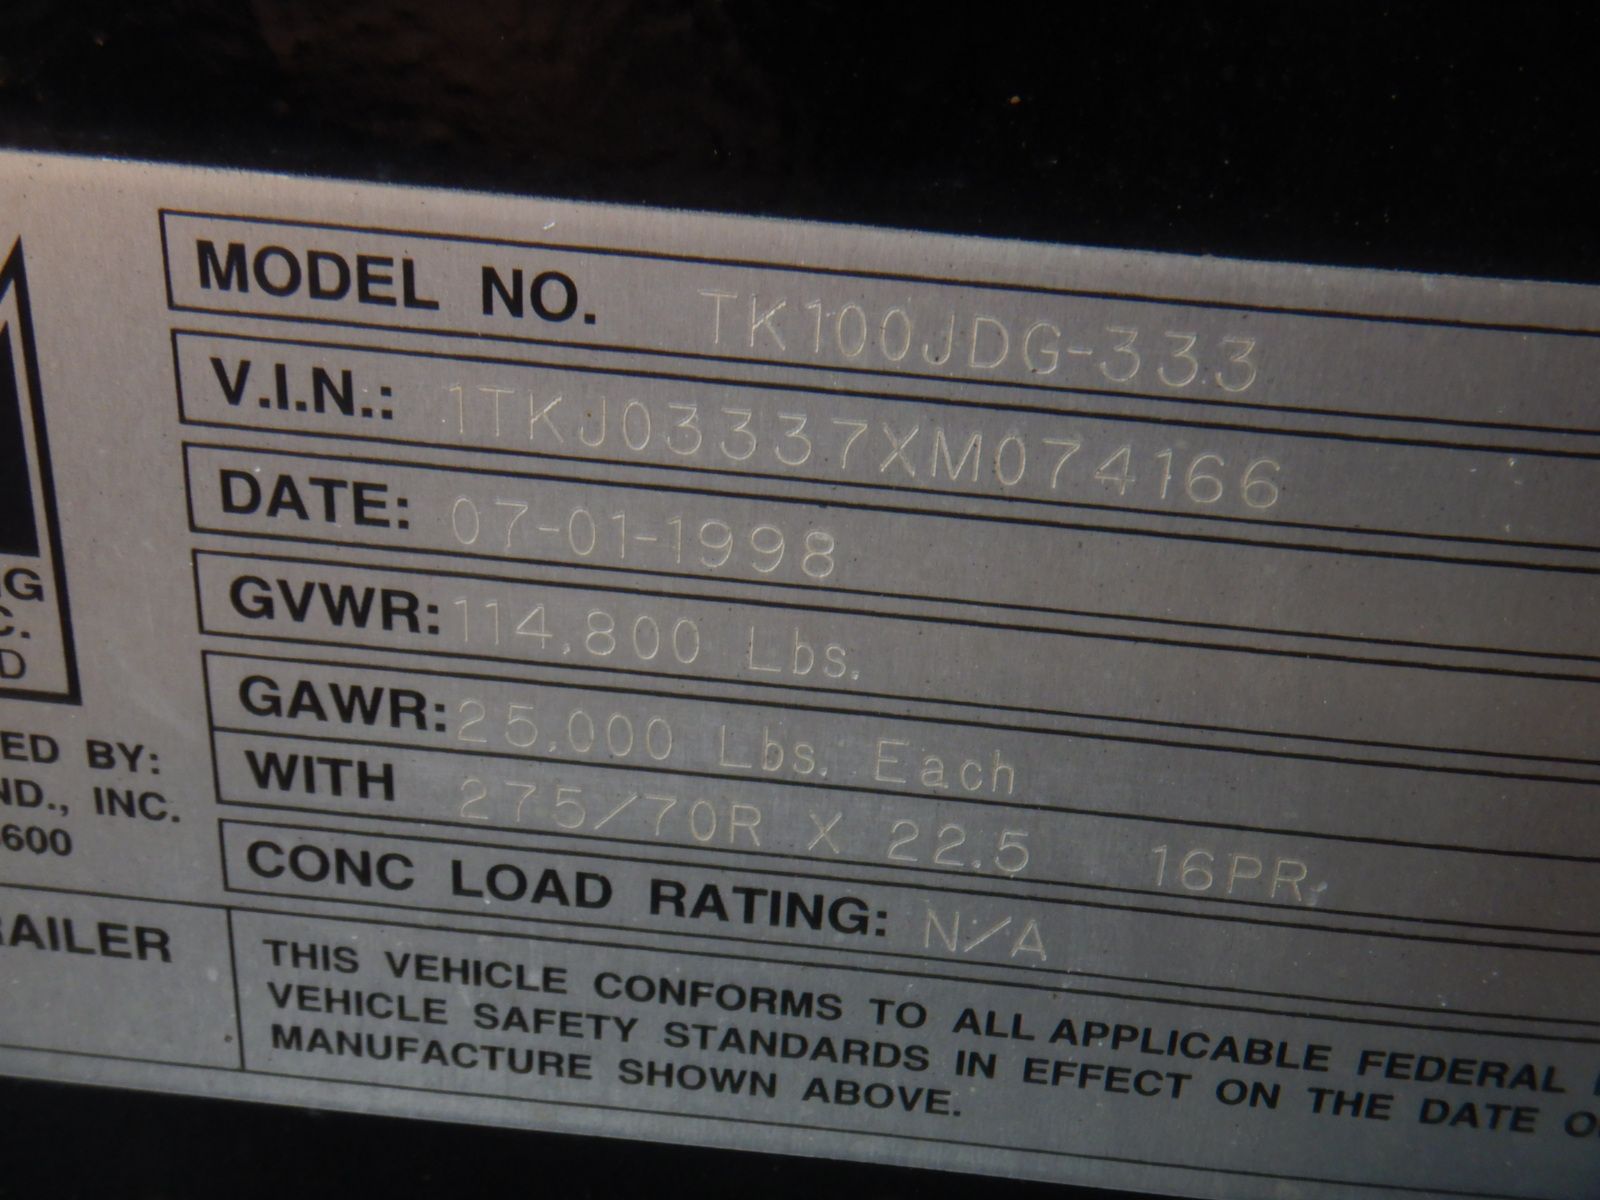 MODEL NO. TK100JDG-333
V.I.N.: 1TKJ03337XM074166
DATE: 07-01-1998
GVWR: 114,800 Lbs.
GAWR: 25,000 Lbs. Each
WITH 275/70R X 22.5 16PR.
CONC LOAD RATING: N/A
THIS VEHICLE CONFORMS TO ALL APPLICABLE FEDERAL
VEHICLE SAFETY STANDARDS IN EFFECT ON THE DATE O
MANUFACTURE SHOWN ABOVE.
G
C.
D
ED BY:
ND., INC.
600
RAILER